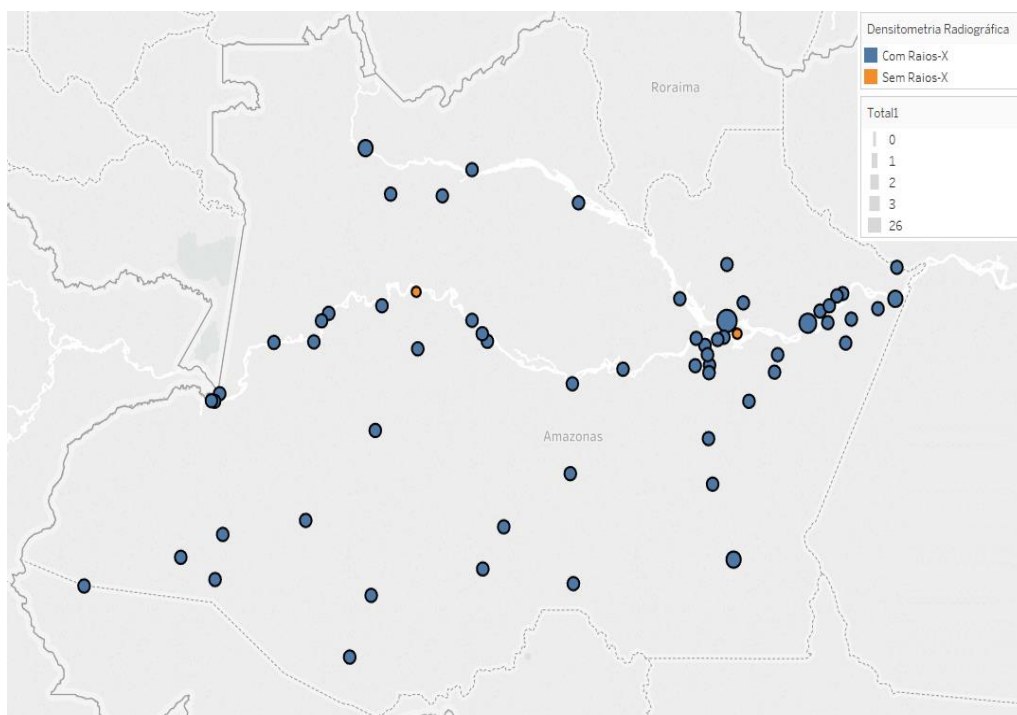 Densitometria Radiográfica
Com Raios-X
Sem Raios-X
Roraima
Total1
0
1
2
3
26
Amazonas